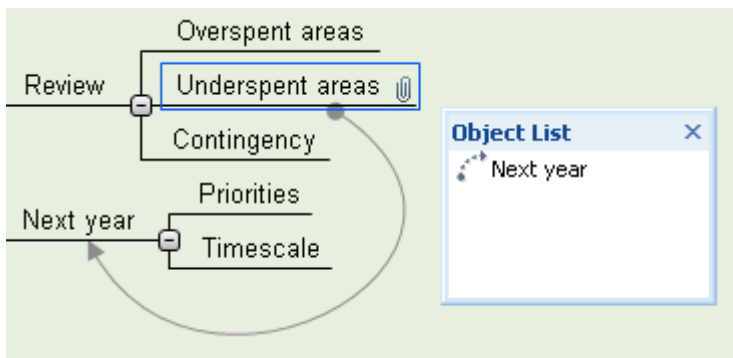 Overspent areas
Review
Underspent areas
Contingency
Priorities
Next year
Timescale
Object List
Next year